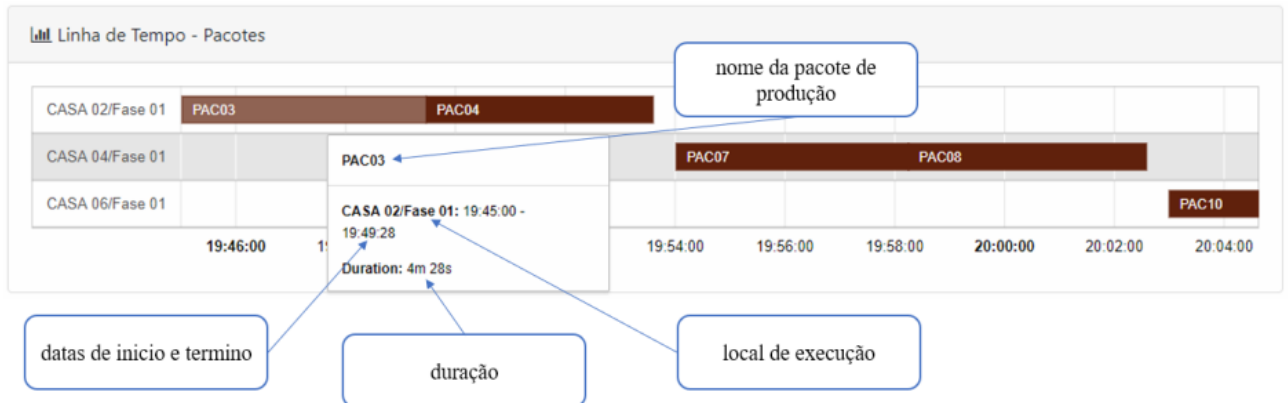 Linha de Tempo - Pacotes
nome da pacote de
produção
CASA 02/Fase 01
PAC03
PAC04
CASA 04/Fase 01
PAC03
PAC07
PAC08
CASA 06/Fase 01
CASA 02/Fase 01: 19:45:00 -
19:49:28
PAC10
Duration: 4m 28s
19:46:00
19:54:00
19:56:00
19:58:00
20:00:00
20:02:00
20:04:00
datas de inicio e termino
duração
local de execução